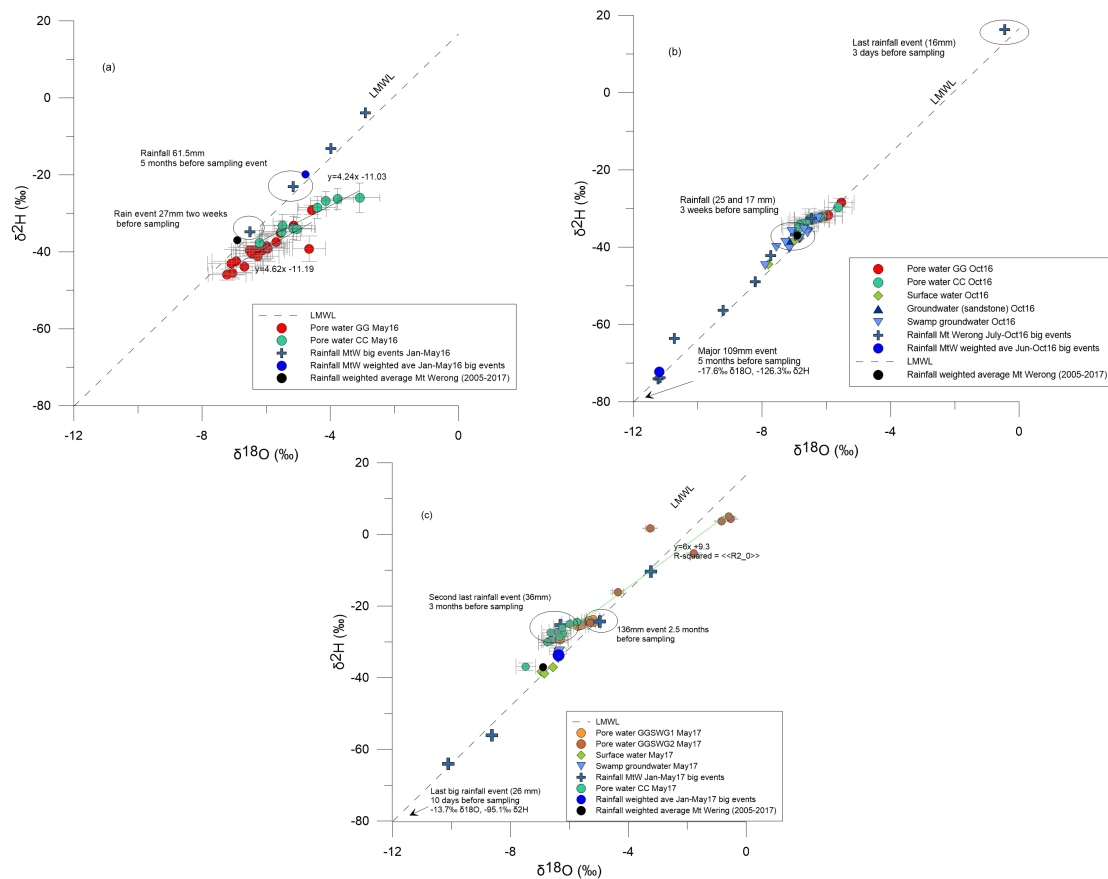 (a)
20
0
-20
-40
-60
-80
δ2H (‰)
-12
-8
-4
0
δ18O (‰)
LMWL
Rainfall 61.5mm
5 months before sampling event
Rain event 27mm two weeks
before sampling
y=4.24x -11.03
y=4.62x -11.19
LMWL
Pore water GG May16
Pore water CC May16
Rainfall MtW big events Jan-May16
Rainfall MtW weighted ave Jan-May16 big events
Rainfall weighted average Mt Werong (2005-2017)
(b)
20
0
-20
-40
-60
-80
δ2H (‰)
-12
-8
-4
0
δ18O (‰)
Last rainfall event (16mm)
3 days before sampling
LMWL
Rainfall (25 and 17 mm)
3 weeks before sampling
Major 109mm event
5 months before sampling
-17.6‰ δ18O, -126.3‰ δ2H
Pore water GG Oct16
Pore water CC Oct16
Surface water Oct16
Groundwater (sandstone) Oct16
Swamp groundwater Oct16
Rainfall Mt Werong July-Oct16 big events
Rainfall MtW weighted ave Jun-Oct16 big events
LMWL
Rainfall weighted average Mt Werong (2005-2017)
(c)
20
0
-20
-40
-60
-80
δ2H (‰)
-12
-8
-4
0
δ18O (‰)
LMWL
y=6x +9.3
R-squared = <<R2_0>>
Second last rainfall event (36mm)
3 months before sampling
136mm event 2.5 months
before sampling
Last big rainfall event (26 mm)
10 days before sampling
-13.7‰ δ18O, -95.1‰ δ2H
LMWL
Pore water GGSWG1 May17
Pore water GGSWG2 May17
Surface water May17
Swamp groundwater May17
Rainfall MtW Jan-May17 big events
Pore water CC May17
Rainfall weighted ave Jan-May17 big events
Rainfall weighted average Mt Wering (2005-2017)